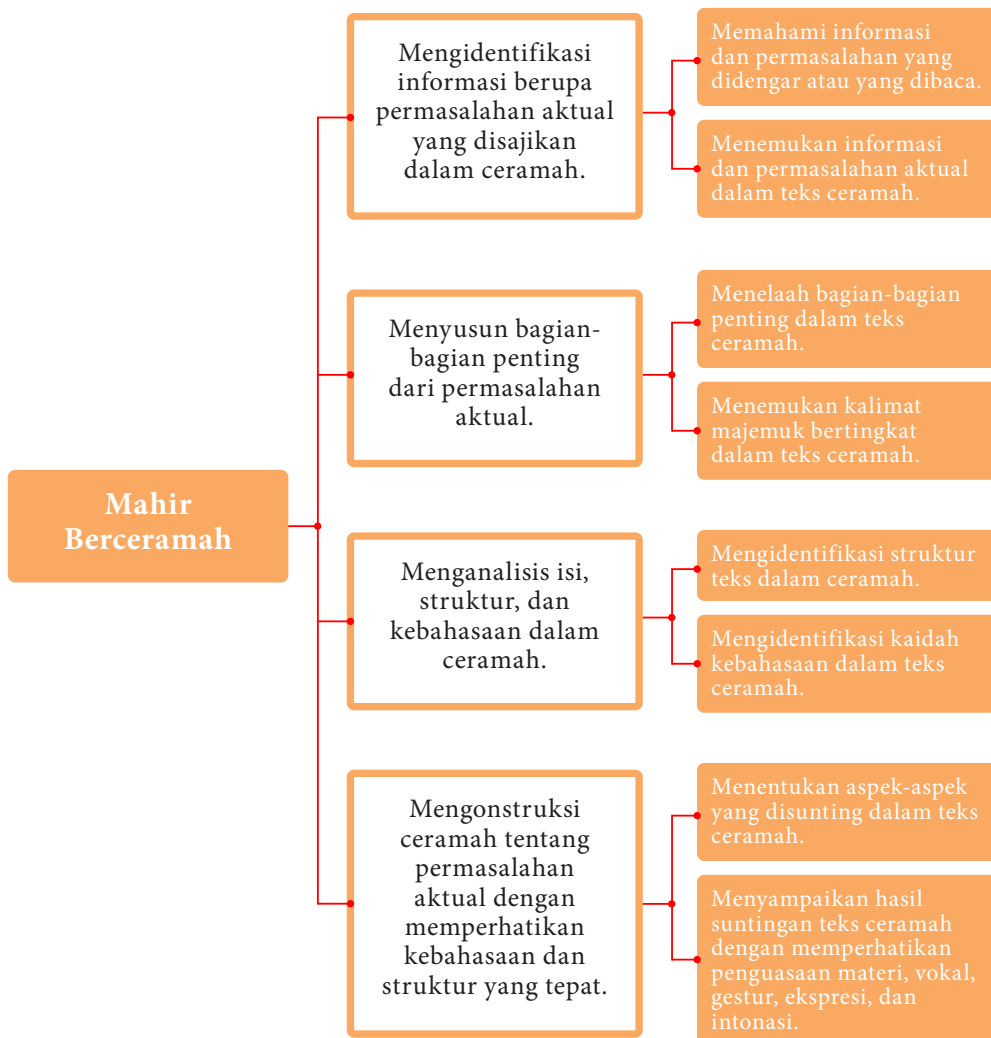 Mahir
Berceramah
Mengidentifikasi
informasi berupa
permasalahan aktual
yang disajikan
dalam ceramah.
Memahami informasi
dan permasalahan yang
didengar atau yang dibaca.
Menemukan informasi
dan permasalahan aktual
dalam teks ceramah.
Menyusun bagian-
bagian penting
dari permasalahan
aktual.
Menelaah bagian-bagian
penting dalam teks
ceramah.
Menemukan kalimat
majemuk bertingkat
dalam teks ceramah.
Menganalisis isi,
struktur, dan
kebahasaan dalam
ceramah.
Mengidentifikasi struktur
teks dalam ceramah.
Mengidentifikasi kaidah
kebahasaan dalam teks
ceramah.
Mengonstruksi
ceramah tentang
permasalahan
aktual dengan
memperhatikan
kebahasaan dan
struktur yang tepat.
Menentukan aspek-aspek
yang disunting dalam teks
ceramah.
Menyampaikan hasil
suntingan teks ceramah
dengan memperhatikan
penguasaan materi, vokal,
gestur, ekspresi, dan
intonasi.